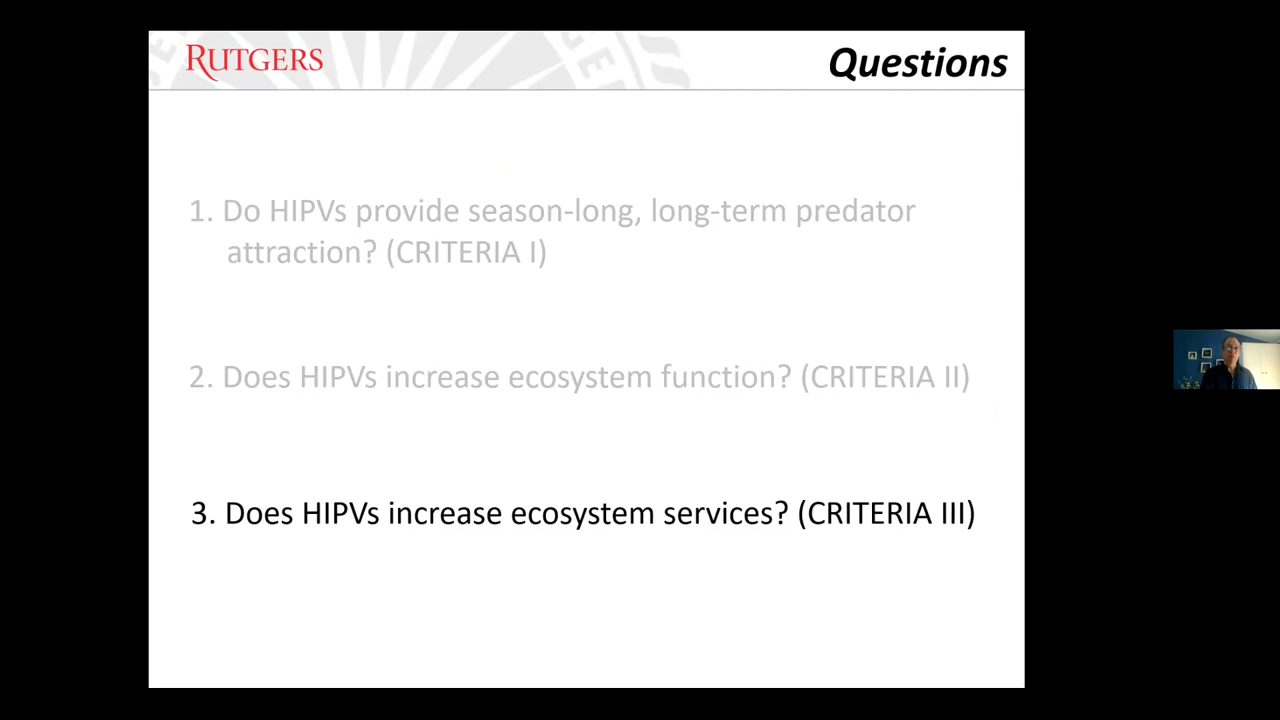 RUTGERS
Questions
1. Do HIPVs provide season-long, long-term predator
attraction? (CRITERIA I)
2. Does HIPVs increase ecosystem function? (CRITERIA II)
3. Does HIPVs increase ecosystem services? (CRITERIA III)